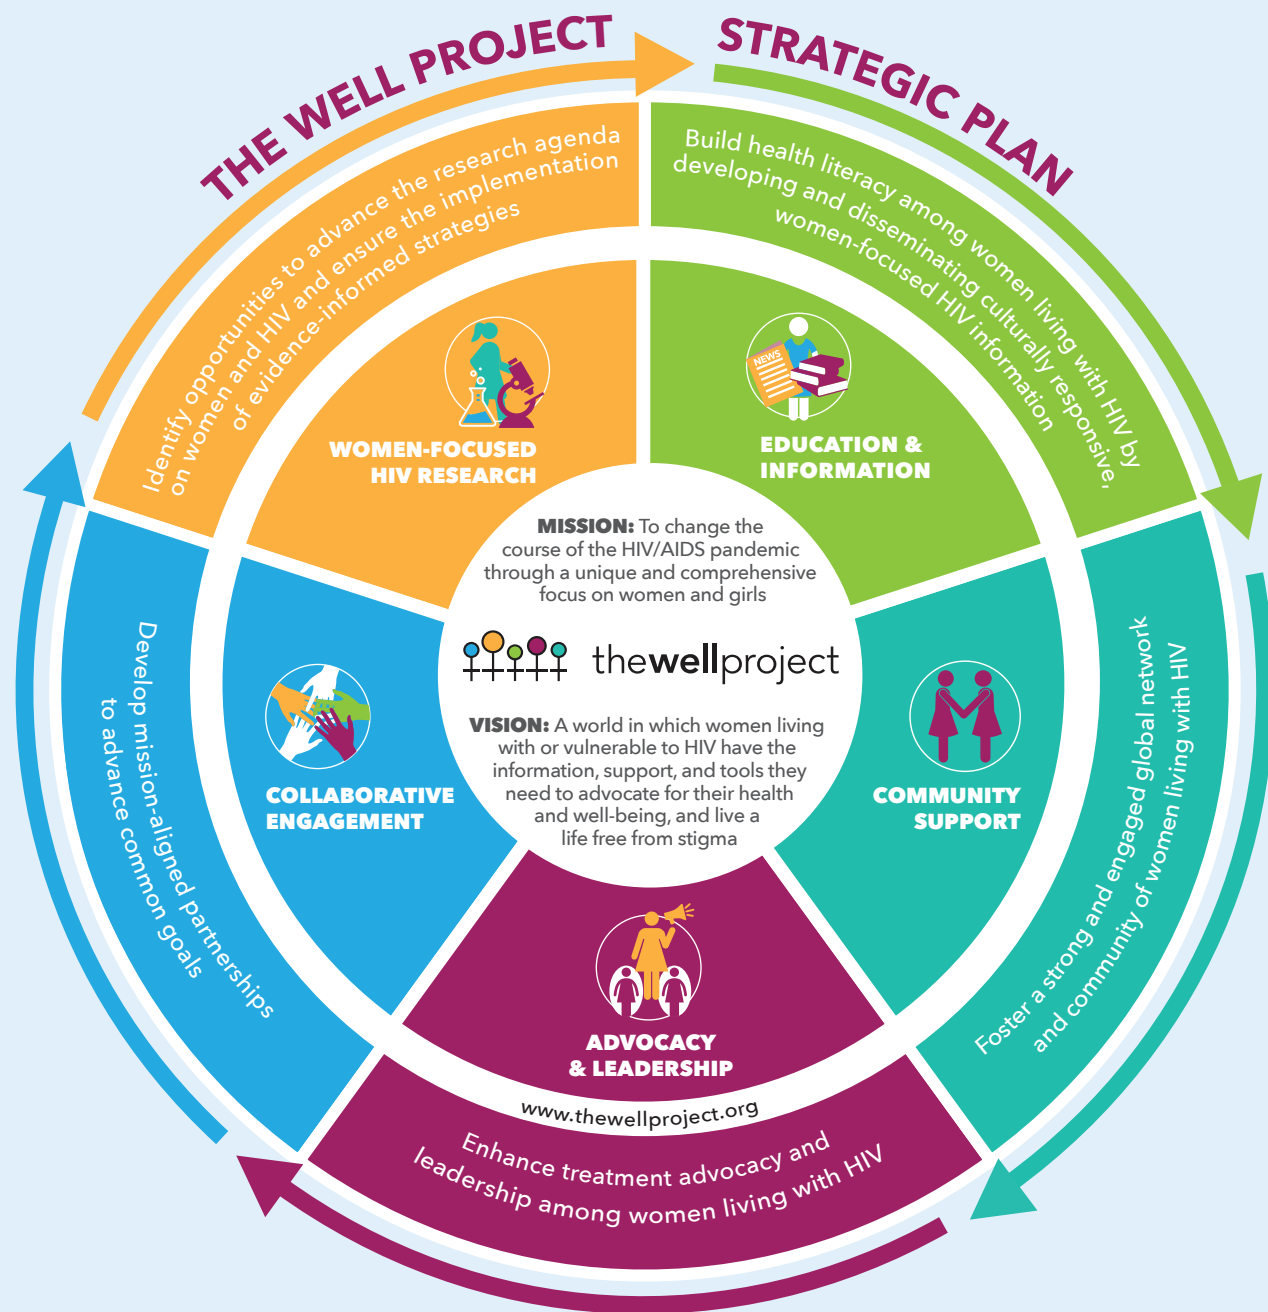 THE WELL PROJECT STRATEGIC PLAN
Identify opportunities to advance the research agenda
on women and HIV and ensure the implementation
of evidence-informed strategies
WOMEN-FOCUSED
HIV RESEARCH
Build health literacy among women living with HIV by
developing and disseminating culturally responsive,
women-focused HIV information
NEWS
EDUCATION &
INFORMATION
MISSION: To change the
course of the HIV/AIDS pandemic
through a unique and comprehensive
focus on women and girls
thewellproject
VISION: A world in which women living
with or vulnerable to HIV have the
information, support, and tools they
need to advocate for their health
and well-being, and live a
life free from stigma
COMMUNITY
SUPPORT
Foster a strong and engaged global network
and community of women living with HIV
ADVOCACY
& LEADERSHIP
www.thewellproject.org
Enhance treatment advocacy and
leadership among women living with HIV
COLLABORATIVE
ENGAGEMENT
Develop mission-aligned partnerships
to advance common goals